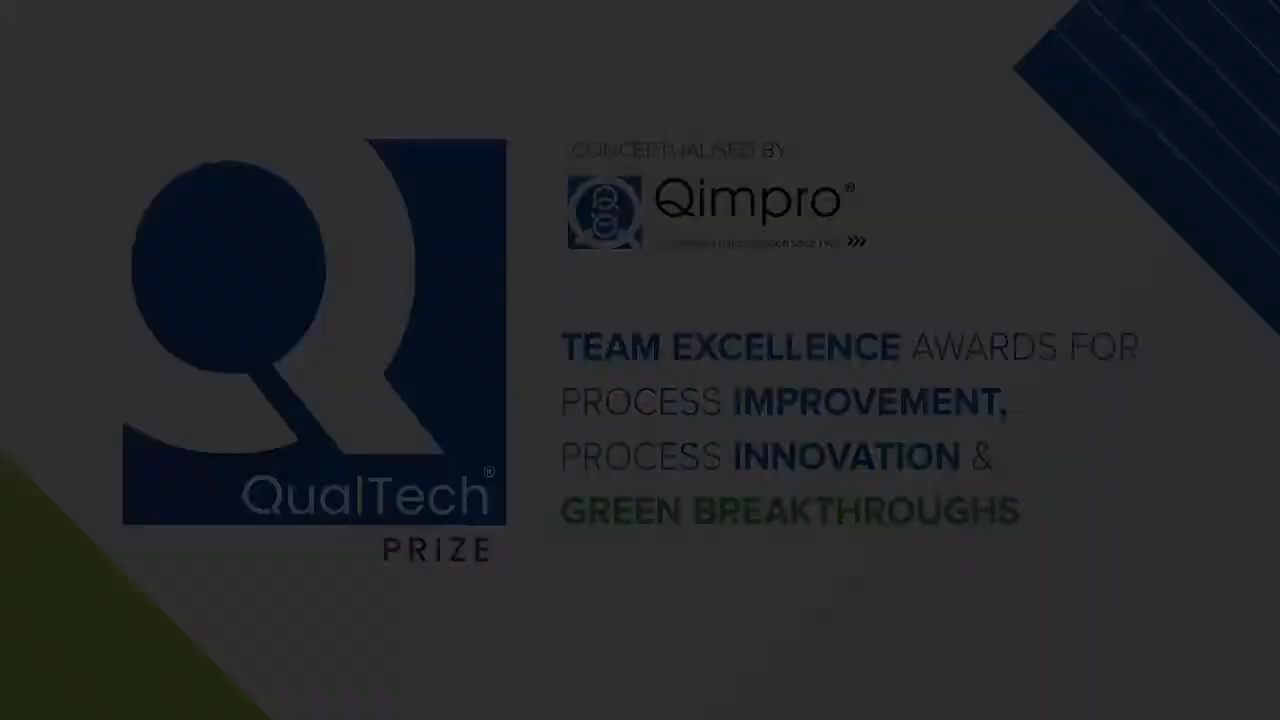 CONCEPTUALISED BY
Qimpro®
TEAM EXCELLENCE AWARDS FOR
PROCESS IMPROVEMENT,
PROCESS INNOVATION &
GREEN BREAKTHROUGHS
QualTech®
PRIZE